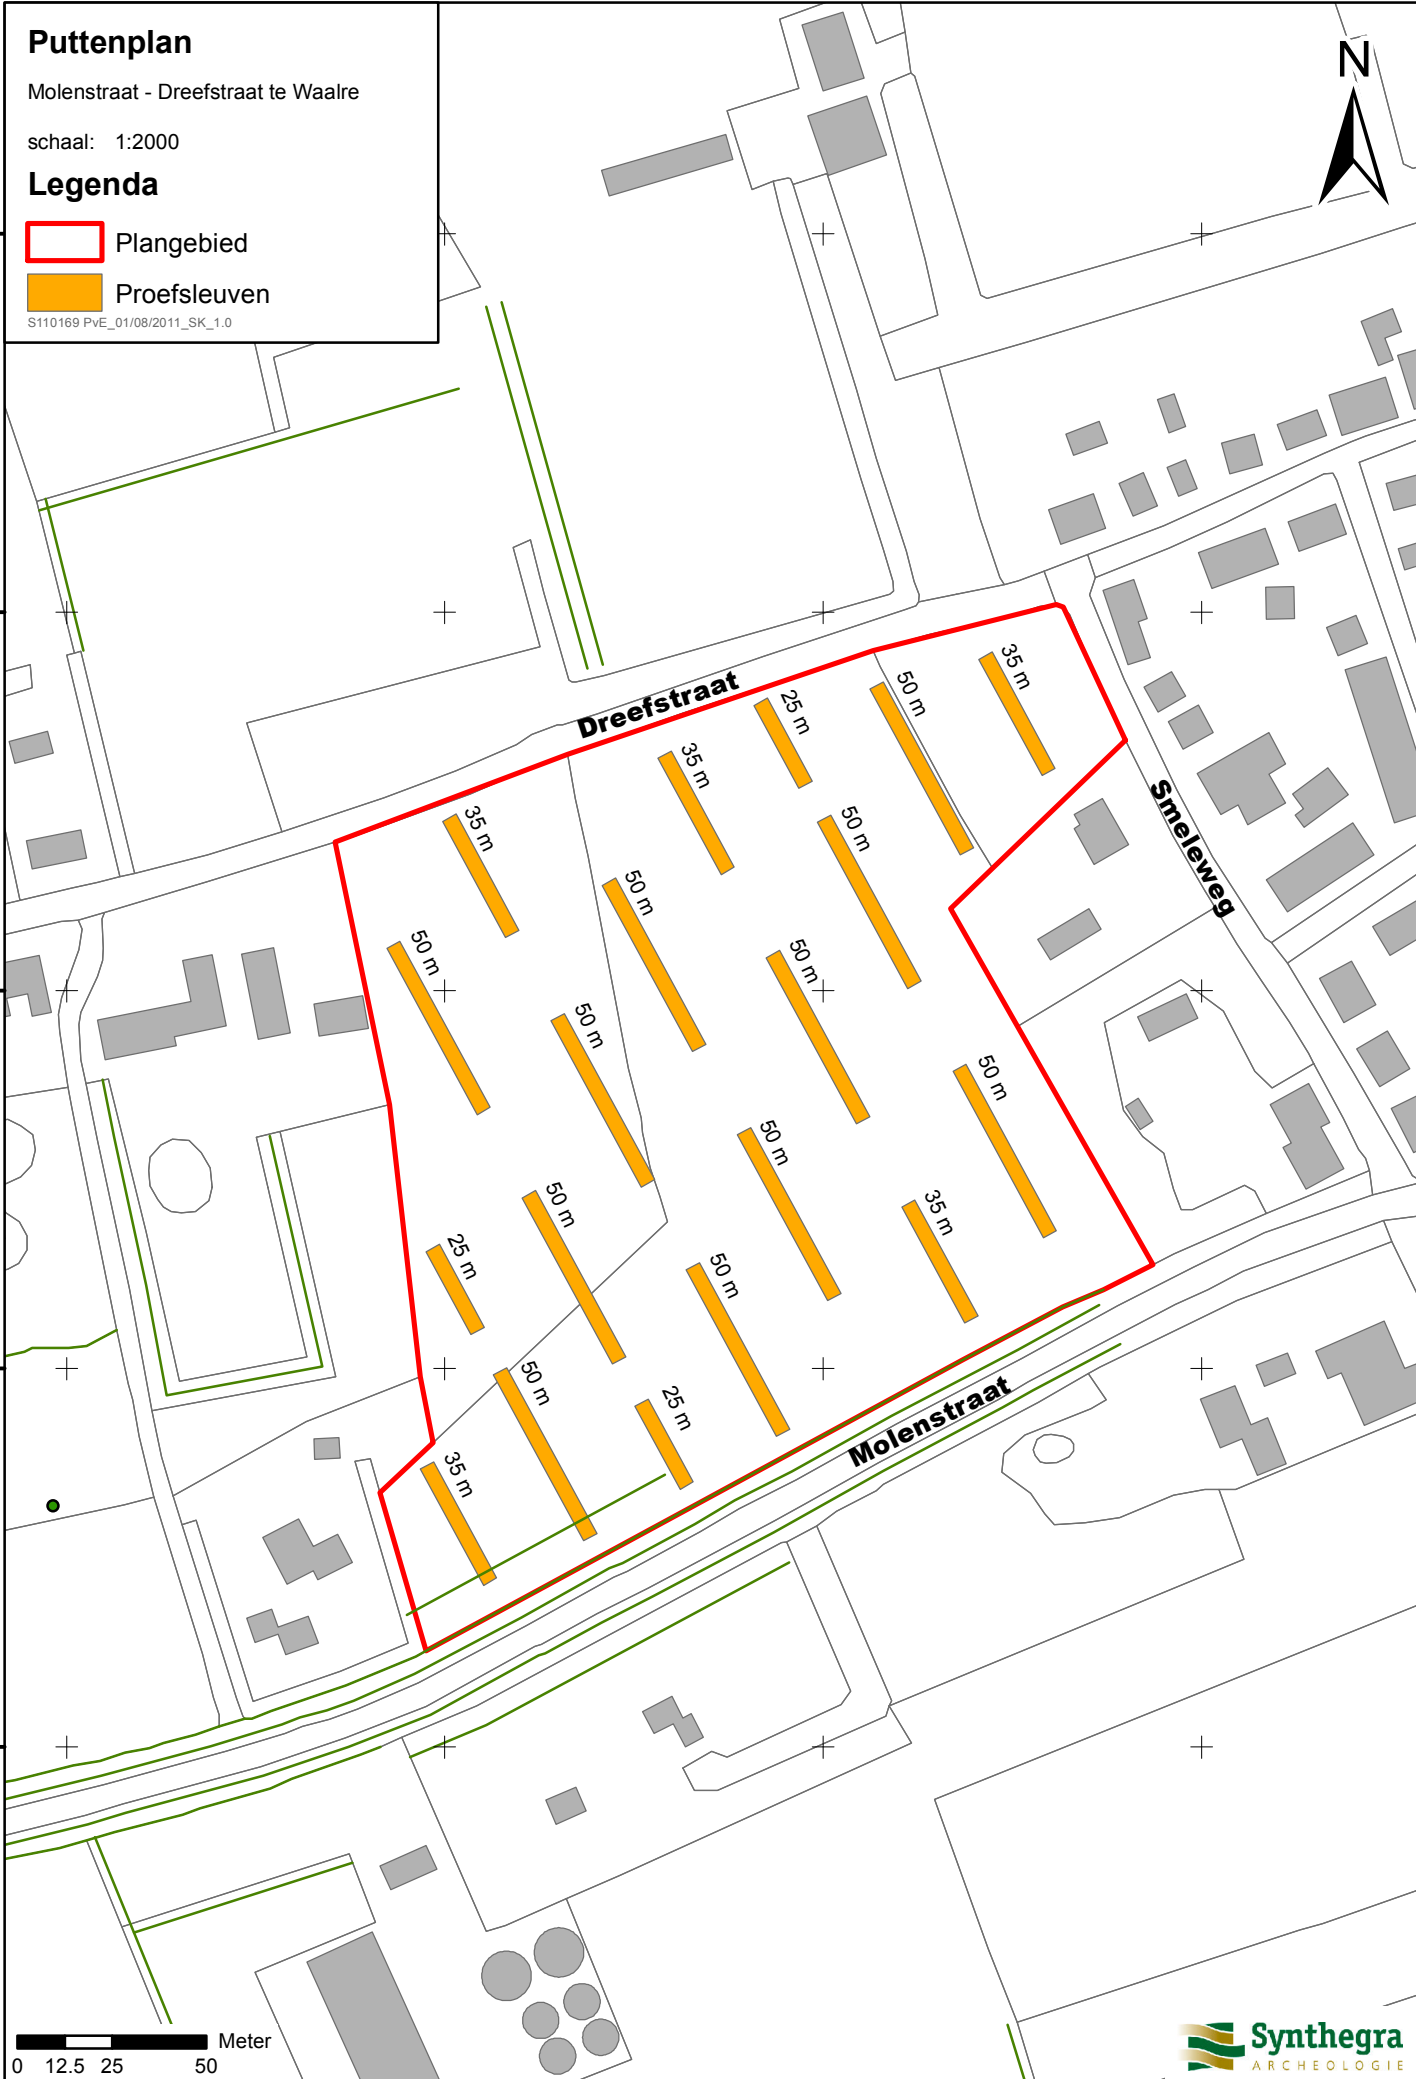 Puttenplan
Molenstraat - Dreefstraat te Waalre
schaal: 1:2000
Legenda
Plangebied
Proefsleuven
S110169 PvE_01/08/2011_SK_1.0
N
Dreefstraat
Smeleweg
Molenstraat
35 m
50 m
25 m
35 m
35 m
50 m
50 m
50 m
50 m
50 m
50 m
50 m
50 m
35 m
25 m
50 m
50 m
25 m
35 m
Meter
0 12.5 25 50
Synthegra
ARCHEOLOGIE